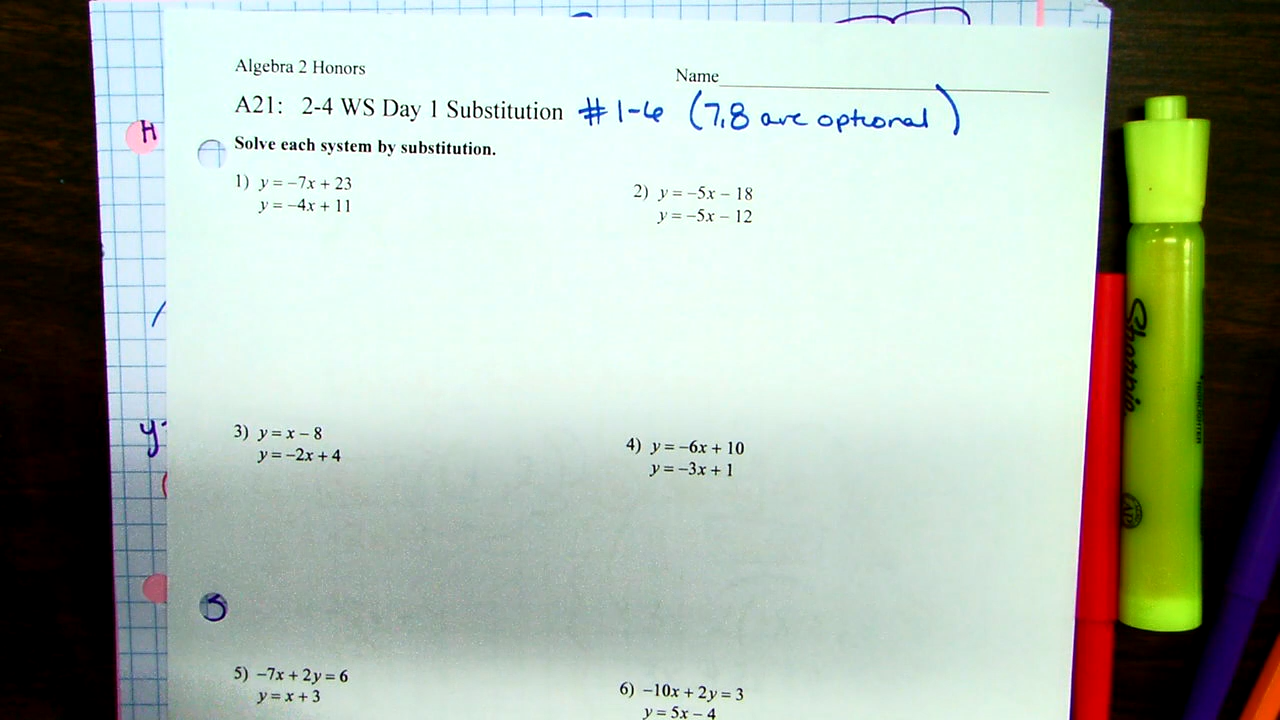 Algebra 2 Honors
Name
A21: 2-4 WS Day 1 Substitution #1-6 (7,8 are optional)
Solve each system by substitution.
1) y = −7x + 23
y = −4x + 11
2) y = −5x − 18
y = −5x − 12
3) y = x − 8
y = −2x + 4
4) y = −6x + 10
y = −3x + 1
5) −7x + 2y = 6
y = x + 3
6) −10x + 2y = 3
y = 5x − 4
H
y
Sharpie